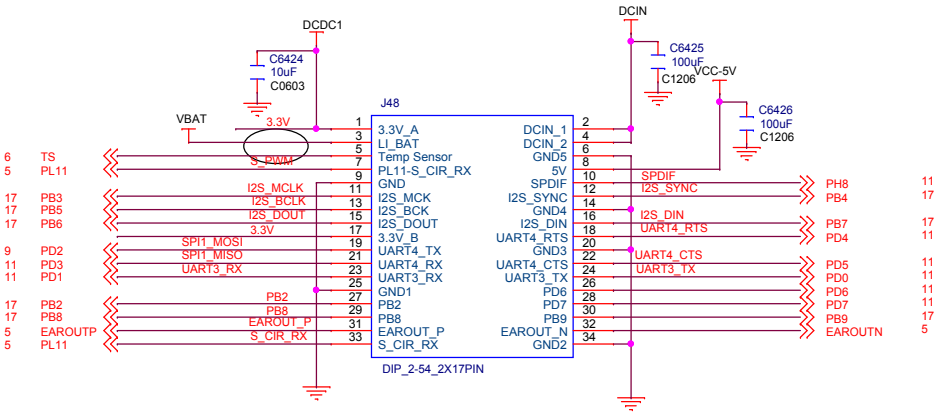 DCDC1
DCIN
C6424
10uF
C0603
C6425
100uF
C1206
VCC-5V
C6426
100uF
C1206
VBAT
J48
3.3V 1 3.3V_A DCIN_1 2
3 LI_BAT DCIN_2 4
6 TS 5 Temp Sensor GND5 6
5 PL11 S_PWM 7 PL11-S_CIR_RX 5V 8
9 GND SPDIF 10 SPDIF PH8 11
17 PB3 I2S_MCLK 11 I2S_MCK I2S_SYNC 12 I2S_SYNC PB4 17
17 PB5 I2S_BCLK 13 I2S_BCK GND4 14
17 PB6 I2S_DOUT 15 I2S_DOUT I2S_DIN 16 I2S_DIN PB7 17
3.3V 17 3.3V_B UART4_RTS 18 UART4_RTS PD4 11
9 PD2 SPI1_MOSI 19 UART4_TX GND3 20
11 PD3 SPI1_MISO 21 UART4_RX UART4_CTS 22 UART4_CTS PD5 11
11 PD1 UART3_RX 23 UART3_RX UART3_TX 24 UART3_TX PD0 11
25 GND1 PD6 26 PD6 11
17 PB2 PB2 27 PB2 PD7 28 PD7 11
17 PB8 PB8 29 PB8 PB9 30 PB9 17
5 EAROUTP EAROUT_P 31 EAROUT_P EAROUT_N 32 EAROUTN 5
5 PL11 S_CIR_RX 33 S_CIR_RX GND2 34
DIP_2-54_2X17PIN